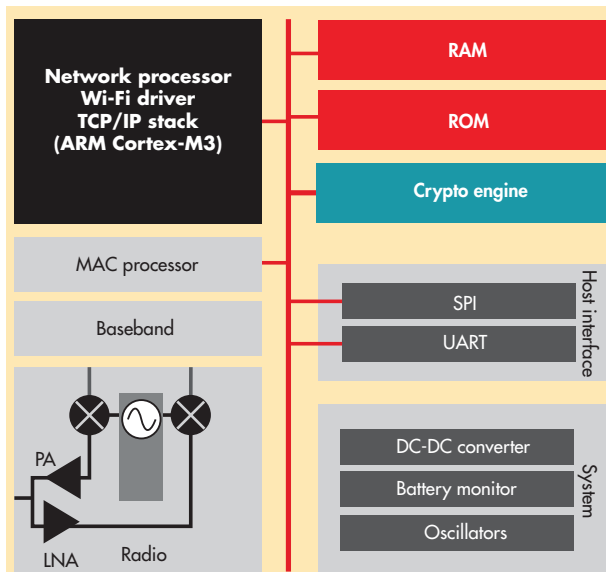 Network processor
Wi-Fi driver
TCP/IP stack
(ARM Cortex-M3)
MAC processor
Baseband
PA
LNA
Radio
RAM
ROM
Crypto engine
SPI
UART
Host interface
DC-DC converter
Battery monitor
Oscillators
System